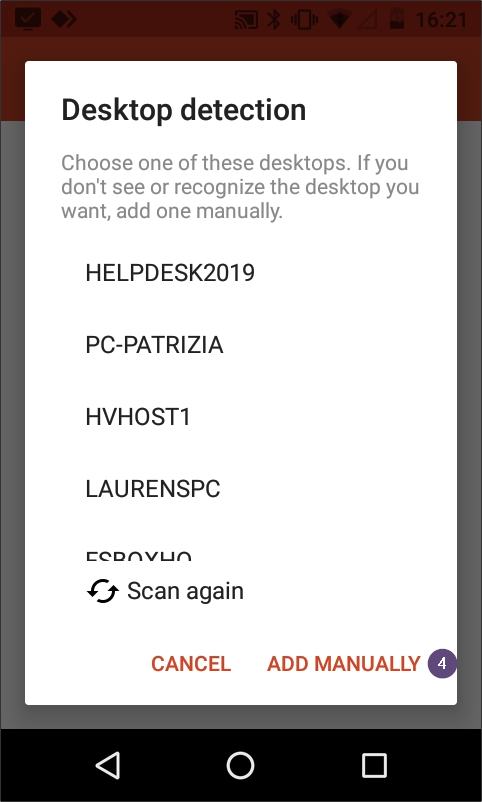 16:21
Desktop detection
Choose one of these desktops. If you
don't see or recognize the desktop you
want, add one manually.
HELPDESK2019
PC-PATRIZIA
HVHOST1
LAURENSPC
Scan again
CANCEL ADD MANUALLY 4